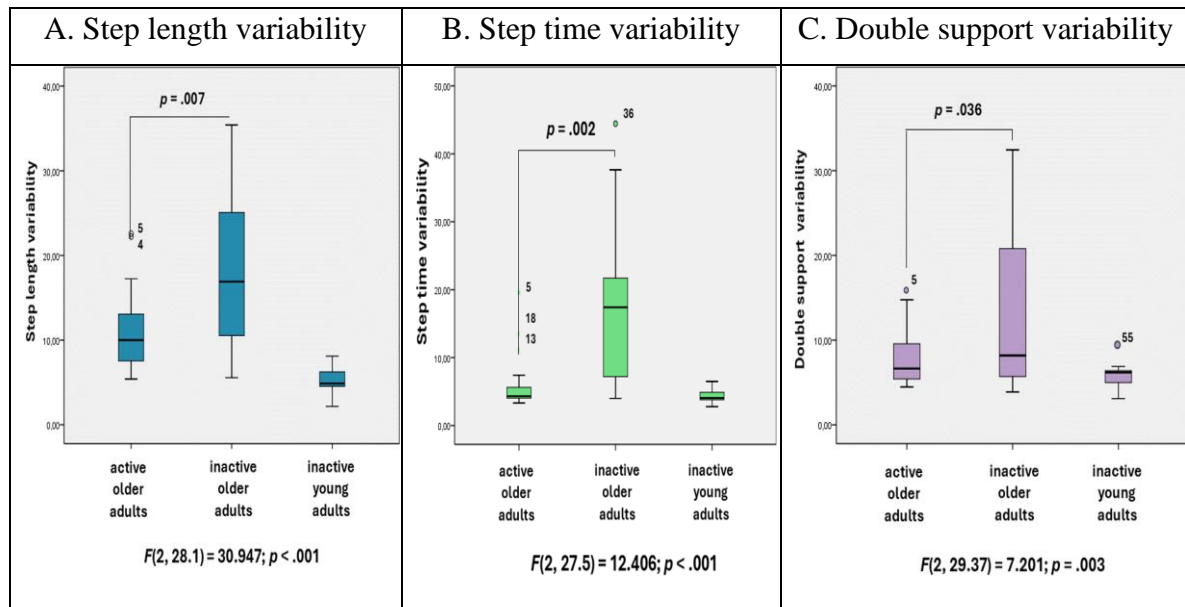 A. Step length variability
B. Step time variability
C. Double support variability
Step length variability
40,00
30,00
20,00
10,00
0,00
p = .007
5
4
active
older
adults
inactive
older
adults
inactive
young
adults
F(2, 28.1) = 30.947; p < .001
Step time variability
50,00
40,00
30,00
20,00
10,00
0,00
p = .002
36
5
18
13
active
older
adults
inactive
older
adults
inactive
young
adults
F(2, 27.5) = 12.406; p < .001
Double support variability
40,00
30,00
20,00
10,00
0,00
p = .036
5
55
active
older
adults
inactive
older
adults
inactive
young
adults
F(2, 29.37) = 7.201; p = .003